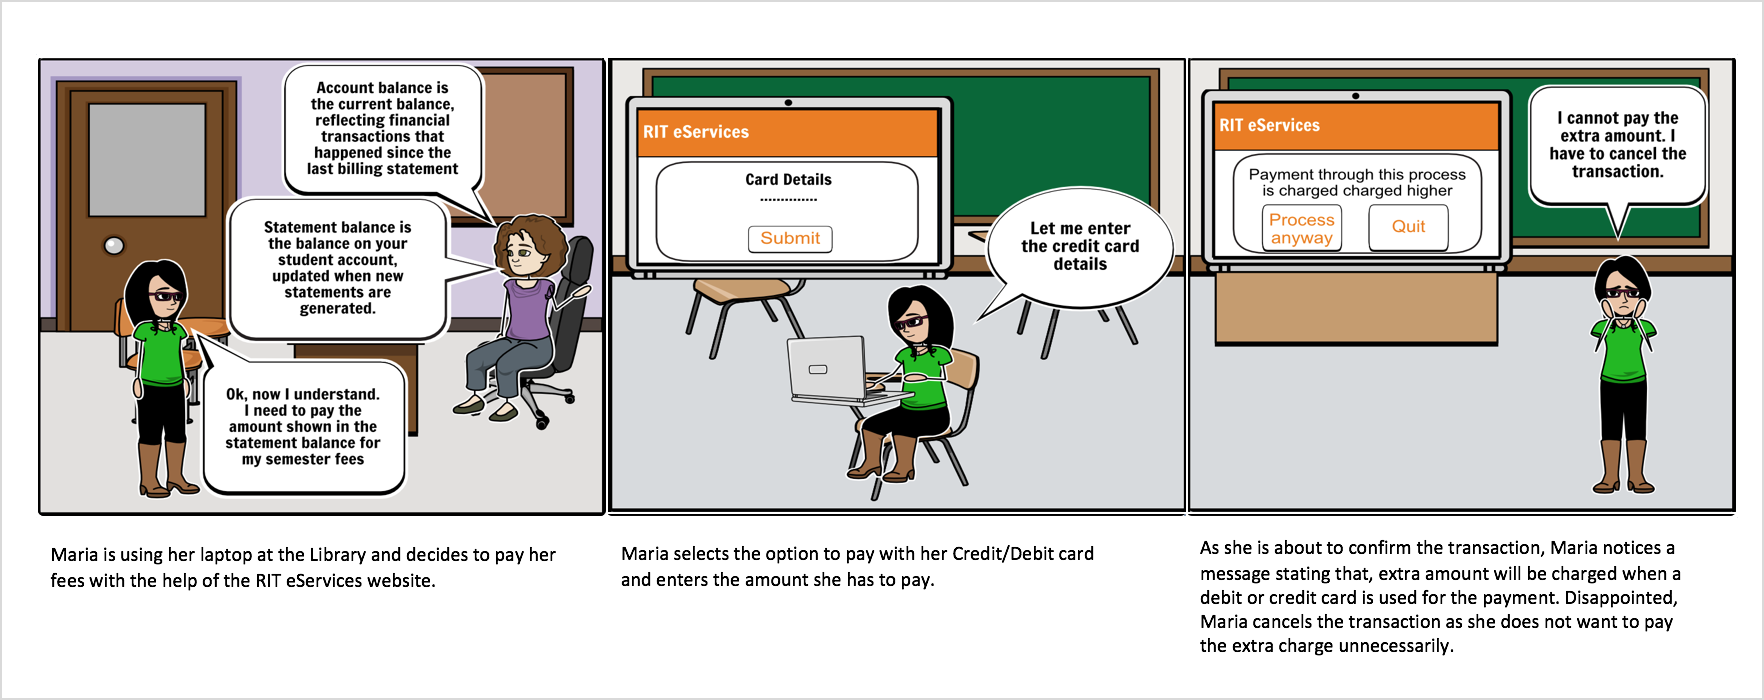 Account balance is
the current balance,
reflecting financial
transactions that
happened since the
last billing statement
Statement balance is
the balance on your
student account,
updated when new
statements are
generated.
Ok, now I understand.
I need to pay the
amount shown in the
statement balance for
my semester fees
Maria is using her laptop at the Library and decides to pay her
fees with the help of the RIT eServices website.
RIT eServices
Card Details
..............
Submit
Let me enter
the credit card
details
Maria selects the option to pay with her Credit/Debit card
and enters the amount she has to pay.
RIT eServices
Payment through this process
is charged charged higher
Process
anyway
Quit
I cannot pay the
extra amount. I
have to cancel the
transaction.
As she is about to confirm the transaction, Maria notices a
message stating that, extra amount will be charged when a
debit or credit card is used for the payment. Disappointed,
Maria cancels the transaction as she does not want to pay
the extra charge unnecessarily.